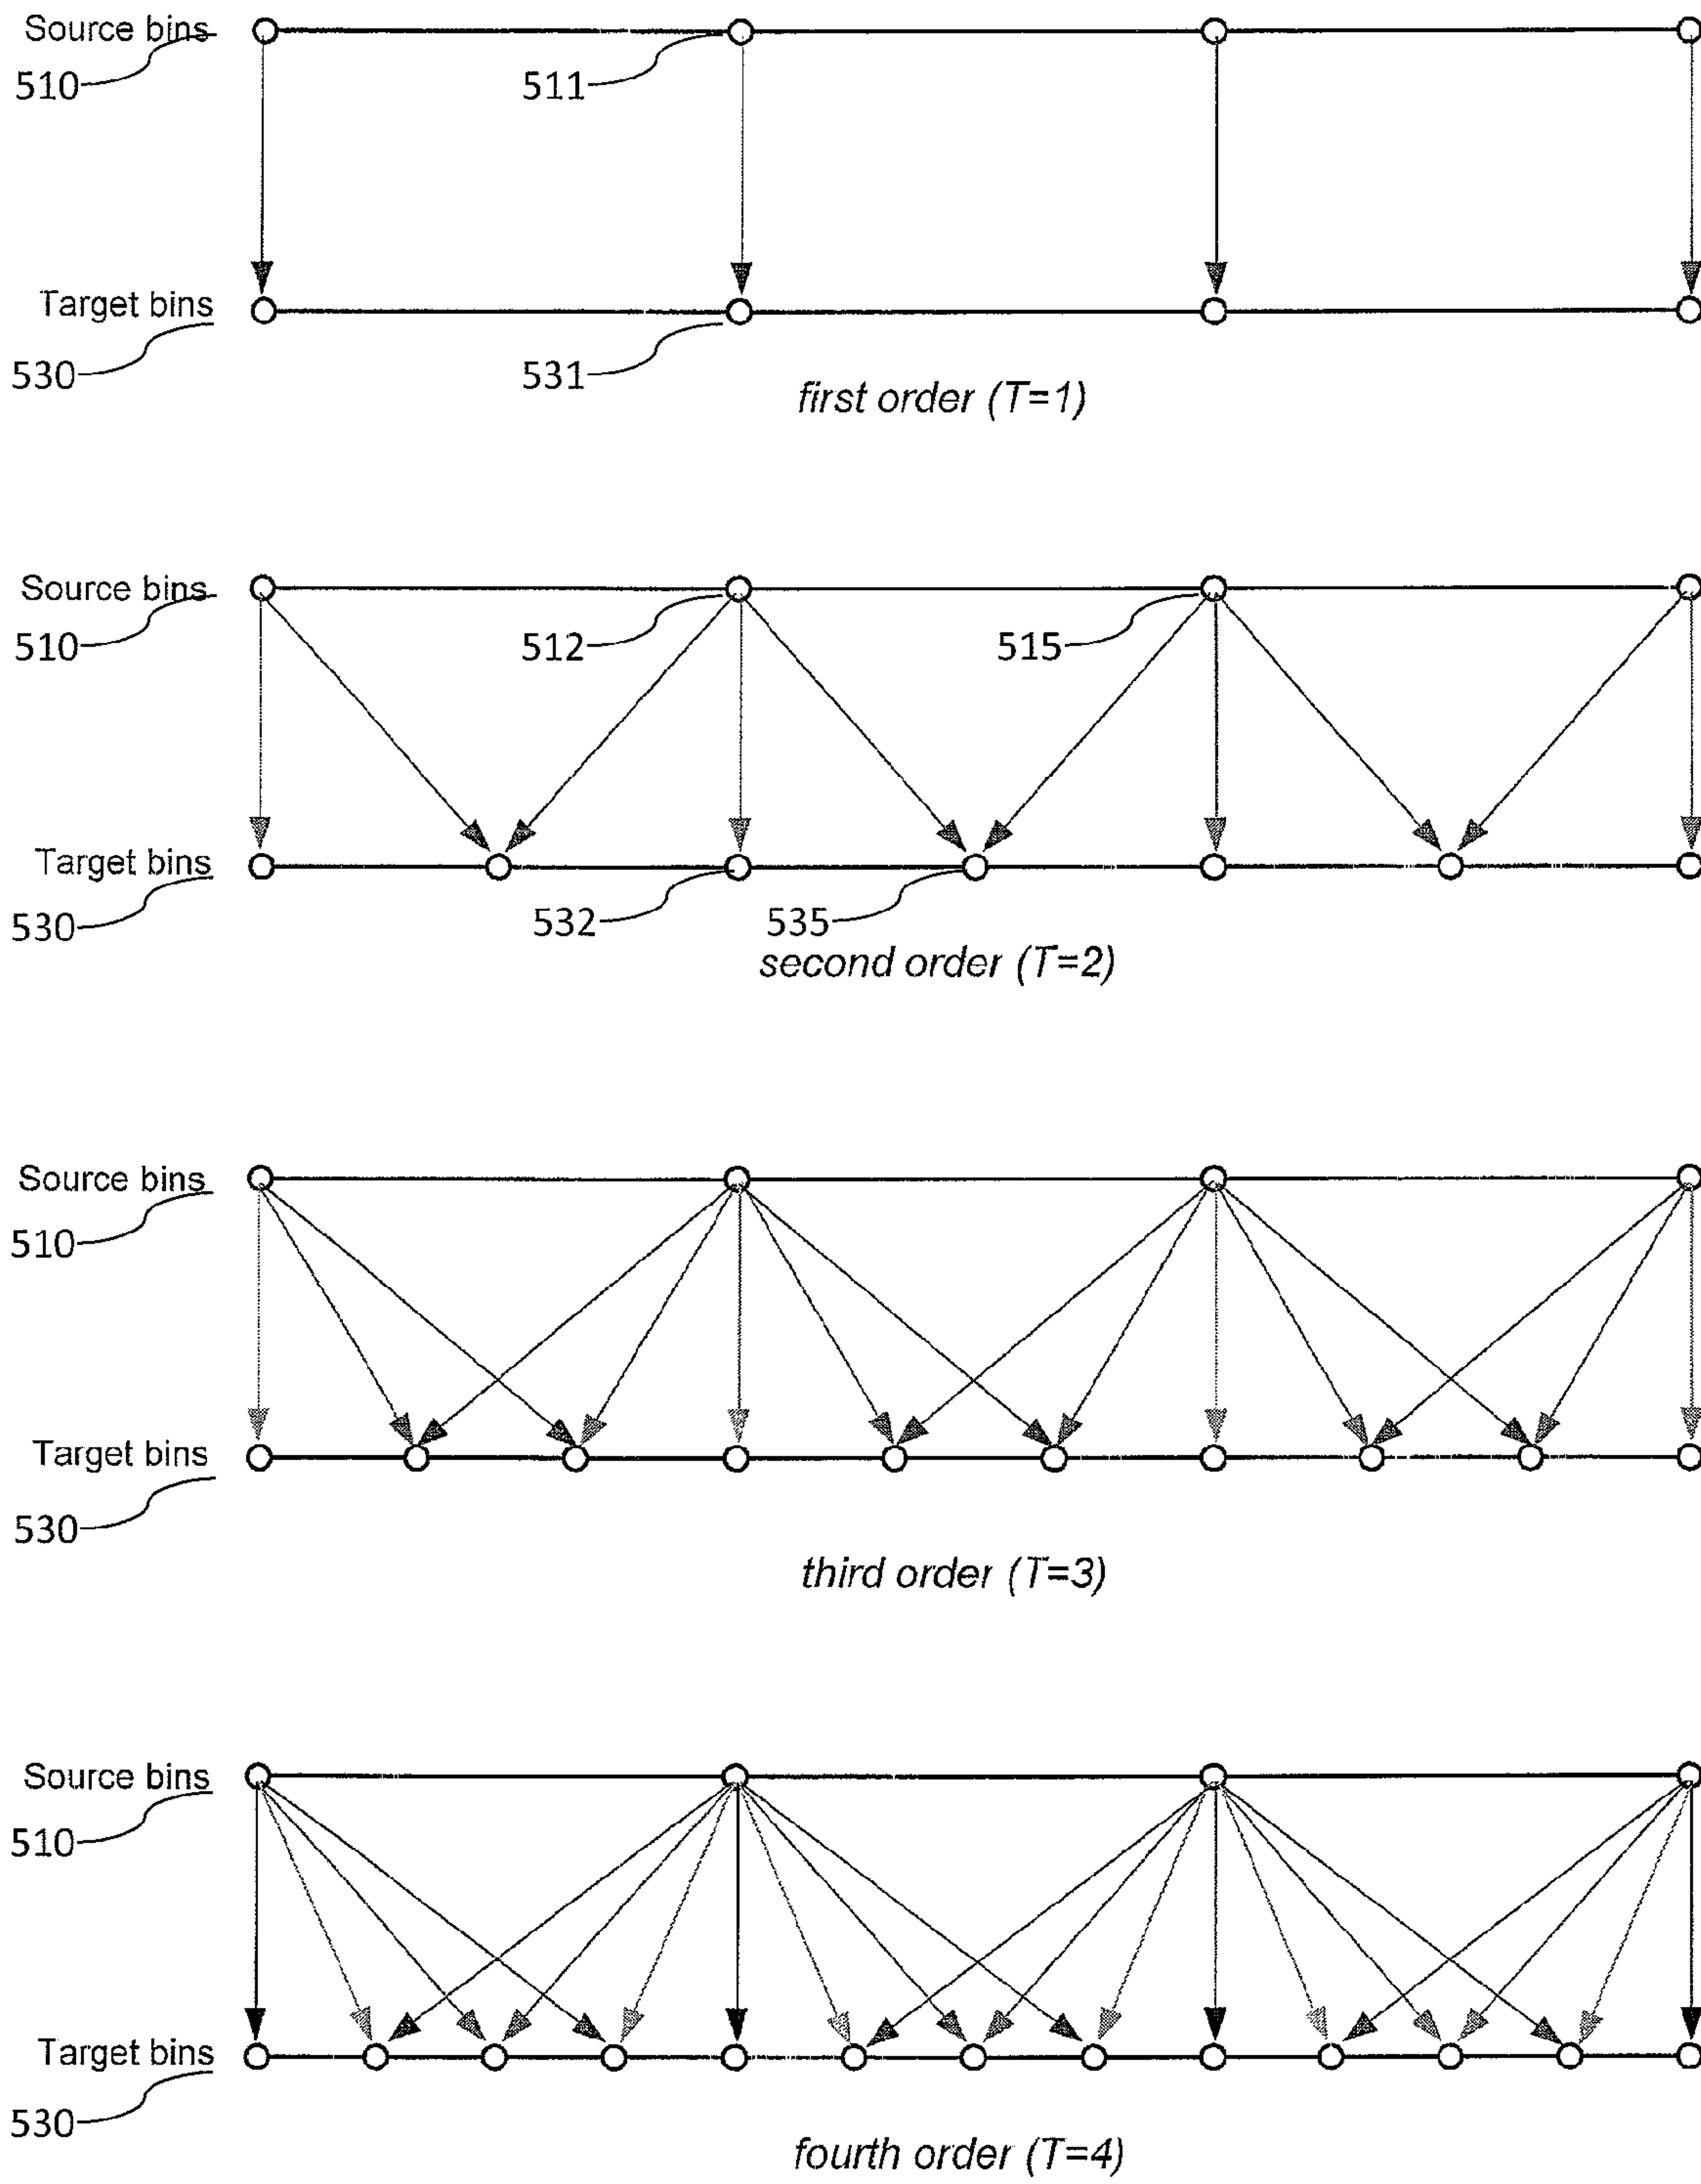 Source bins
510
511
Target bins
530
531
first order (T=1)
Source bins
510
512
515
Target bins
530
532
535
second order (T=2)
Source bins
510
Target bins
530
third order (T=3)
Source bins
510
Target bins
530
fourth order (T=4)